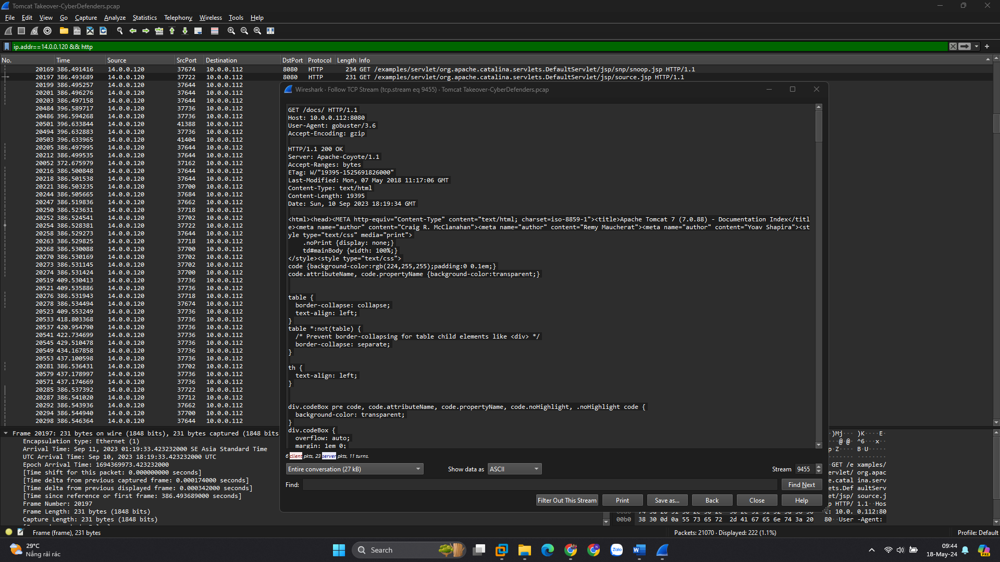 Tomcat Takeover-CyberDefenders.pcap
File Edit View Go Capture Analyze Statistics Telephony Wireless Tools Help
ip.addr==14.0.0.120 && http
No. Time Source SrcPort Destination DstPort Protocol Length Info
20169 386.491416 14.0.0.120 37674 10.0.0.112 8080 HTTP 234 GET /examples/servlet/org.apache.catalina.servlets.DefaultServlet/jsp/snp/snoop.jsp HTTP/1.1
20197 386.493689 14.0.0.120 37722 10.0.0.112 8080 HTTP 231 GET /examples/servlet/org.apache.catalina.servlets.DefaultServlet/jsp/source.jsp HTTP/1.1
20199 386.495257 14.0.0.120 37644 10.0.0.112
20201 386.496276 14.0.0.120 37644 10.0.0.112
20203 386.497158 14.0.0.120 37644 10.0.0.112
20484 396.589717 14.0.0.120 37736 10.0.0.112
20486 396.594268 14.0.0.120 37736 10.0.0.112
20501 396.633844 14.0.0.120 41388 10.0.0.112
20494 396.632883 14.0.0.120 37736 10.0.0.112
20503 396.633965 14.0.0.120 41404 10.0.0.112
20205 386.497995 14.0.0.120 37644 10.0.0.112
20212 386.499535 14.0.0.120 37644 10.0.0.112
20052 372.675979 14.0.0.120 37162 10.0.0.112
20216 386.500848 14.0.0.120 37644 10.0.0.112
20218 386.501538 14.0.0.120 37644 10.0.0.112
20221 386.503235 14.0.0.120 37700 10.0.0.112
20244 386.505665 14.0.0.120 37684 10.0.0.112
20247 386.519836 14.0.0.120 37662 10.0.0.112
20250 386.523631 14.0.0.120 37718 10.0.0.112
20252 386.524541 14.0.0.120 37702 10.0.0.112
20254 386.528381 14.0.0.120 37722 10.0.0.112
20258 386.529273 14.0.0.120 37644 10.0.0.112
20263 386.529825 14.0.0.120 37718 10.0.0.112
20268 386.530088 14.0.0.120 37700 10.0.0.112
20270 386.530169 14.0.0.120 37702 10.0.0.112
20273 386.531145 14.0.0.120 37702 10.0.0.112
20274 386.531424 14.0.0.120 37700 10.0.0.112
20519 409.530413 14.0.0.120 37736 10.0.0.112
20521 409.535886 14.0.0.120 37736 10.0.0.112
20276 386.531943 14.0.0.120 37718 10.0.0.112
20278 386.534494 14.0.0.120 37674 10.0.0.112
20523 409.553249 14.0.0.120 37736 10.0.0.112
20533 418.803368 14.0.0.120 37736 10.0.0.112
20537 420.954790 14.0.0.120 37736 10.0.0.112
20541 422.734699 14.0.0.120 37736 10.0.0.112
20545 429.510478 14.0.0.120 37736 10.0.0.112
20549 434.167858 14.0.0.120 37736 10.0.0.112
20553 437.100598 14.0.0.120 37736 10.0.0.112
20281 386.536431 14.0.0.120 37702 10.0.0.112
20579 437.178997 14.0.0.120 37736 10.0.0.112
20571 437.174669 14.0.0.120 37736 10.0.0.112
20285 386.537392 14.0.0.120 37722 10.0.0.112
20287 386.541020 14.0.0.120 37712 10.0.0.112
20292 386.543936 14.0.0.120 37662 10.0.0.112
20294 386.544940 14.0.0.120 37700 10.0.0.112
20298 386.546364 14.0.0.120 37644 10.0.0.112
Wireshark · Follow TCP Stream (tcp.stream eq 9455) · Tomcat Takeover-CyberDefenders.pcap
GET /docs/ HTTP/1.1
Host: 10.0.0.112:8080
User-Agent: gobuster/3.6
Accept-Encoding: gzip
HTTP/1.1 200 OK
Server: Apache-Coyote/1.1
Accept-Ranges: bytes
ETag: W/"19395-1525691826000"
Last-Modified: Mon, 07 May 2018 11:17:06 GMT
Content-Type: text/html
Content-Length: 19395
Date: Sun, 10 Sep 2023 18:19:34 GMT
<html><head><META http-equiv="Content-Type" content="text/html; charset=iso-8859-1"><title>Apache Tomcat 7 (7.0.88) - Documentation Index</titl
e><meta name="author" content="Craig R. McClanahan"><meta name="author" content="Remy Maucherat"><meta name="author" content="Yoav Shapira"><st
yle type="text/css" media="print">
.noPrint {display: none;}
td#mainBody {width: 100%;}
</style><style type="text/css">
code {background-color:rgb(224,255,255);padding:0 0.1em;}
code.attributeName, code.propertyName {background-color:transparent;}
table {
border-collapse: collapse;
text-align: left;
}
table *:not(table) {
/* Prevent border-collapsing for table child elements like <div> */
border-collapse: separate;
}
th {
text-align: left;
}
div.codeBox pre code, code.attributeName, code.propertyName, code.noHighlight, .noHighlight code {
background-color: transparent;
}
div.codeBox {
overflow: auto;
margin: 1em 0;
6 client pkts, 23 server pkts, 11 turns.
Entire conversation (27 kB) Show data as ASCII Stream 9455
Find: Find Next
Filter Out This Stream Print Save as... Back Close Help
Frame 20197: 231 bytes on wire (1848 bits), 231 bytes captured (1848 bits
Encapsulation type: Ethernet (1)
Arrival Time: Sep 11, 2023 01:19:33.423232000 SE Asia Standard Time
UTC Arrival Time: Sep 10, 2023 18:19:33.423232000 UTC
Epoch Arrival Time: 1694369973.423232000
[Time shift for this packet: 0.000000000 seconds]
[Time delta from previous captured frame: 0.000174000 seconds]
[Time delta from previous displayed frame: 0.000342000 seconds]
[Time since reference or first frame: 386.493689000 seconds]
Frame Number: 20197
Frame Length: 231 bytes (1848 bits)
Capture Length: 231 bytes (1848 bits)
)Mj··· )K····E·
···@·@· ^6···x··
p·Z···· B·U·····
GET /e xamples/
ervlet/ org.apac
e.catal ina.serv
ets.Def aultServ
et/jsp/ source.j
p HTTP/ 1.1··Hos
: 10.0. 0.112:80
00b0 38 30 0d 0a 55 73 65 72 2d 41 67 65 6e 74 3a 20 80··User -Agent:
Frame (frame), 231 bytes Packets: 21070 · Displayed: 222 (1.1%) Profile: Default
29°C
Nắng rải rác
Search
Zalo
09:44
18-May-24
PRE